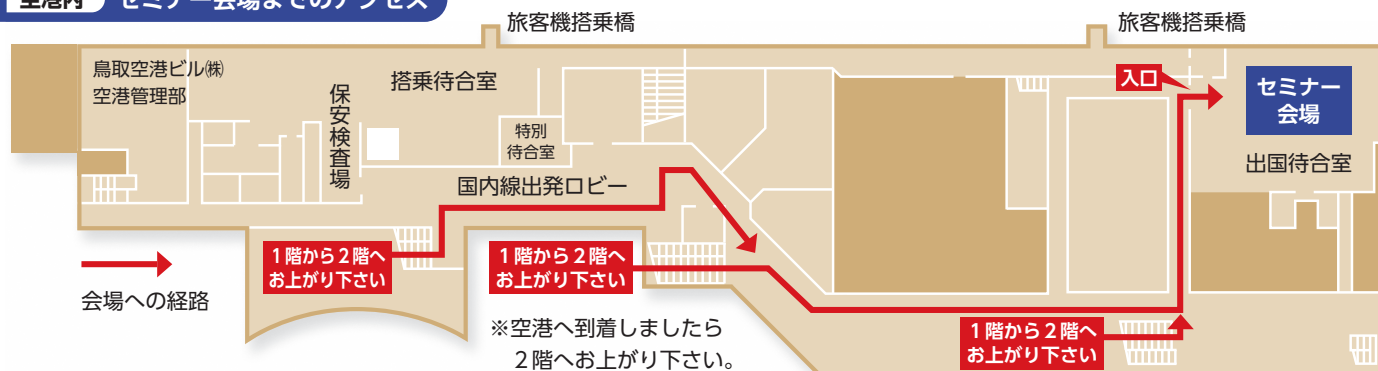 空港内 セミナー会場までのアクセス
旅客機搭乗橋
旅客機搭乗橋
鳥取空港ビル㈱
空港管理部
保安検査場
搭乗待合室
特別
待合室
国内線出発ロビー
入口
セミナー
会場
出国待合室
1階から2階へ
お上がり下さい
1階から2階へ
お上がり下さい
1階から2階へ
お上がり下さい
会場への経路
※空港へ到着しましたら
2階へお上がり下さい。